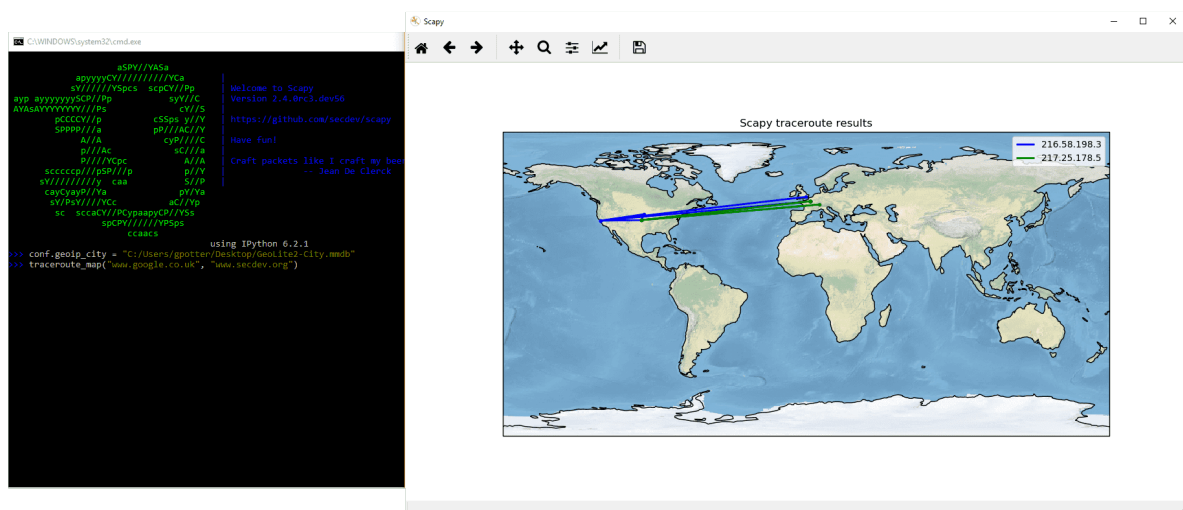 C:\WINDOWS\system32\cmd.exe
aSPY//YASa
apyyyyCY//////////YCa |
sY//////YSpcs scpCY//Pp | Welcome to Scapy
ayp ayyyyyyySCP//Pp syY//C | Version 2.4.0rc3.dev56
AYAsAYYYYYYYY///Ps cY//S |
pCCCCY//p cSSps y//Y | https://github.com/secdev/scapy
SPPPP///a pP///AC//Y |
A//A cyP////C | Have fun!
p///Ac sC///a |
P////YCpc A//A | Craft packets like I craft my beer
scccccp///pSP///p p//Y | -- Jean De Clerck
sY/////////y caa S//P |
cayCyayP//Ya pY/Ya
sY/PsY////YCc aC//Yp
sc sccaCY//PCypaapyCP//YSs
spCPY//////YPSps
ccaacs
using IPython 6.2.1
>>> conf.geoip_city = "C:/Users/gpotter/Desktop/GeoLite2-City.mmdb"
>>> traceroute_map("www.google.co.uk", "www.secdev.org")
Scapy
Scapy traceroute results
216.58.198.3
217.25.178.5